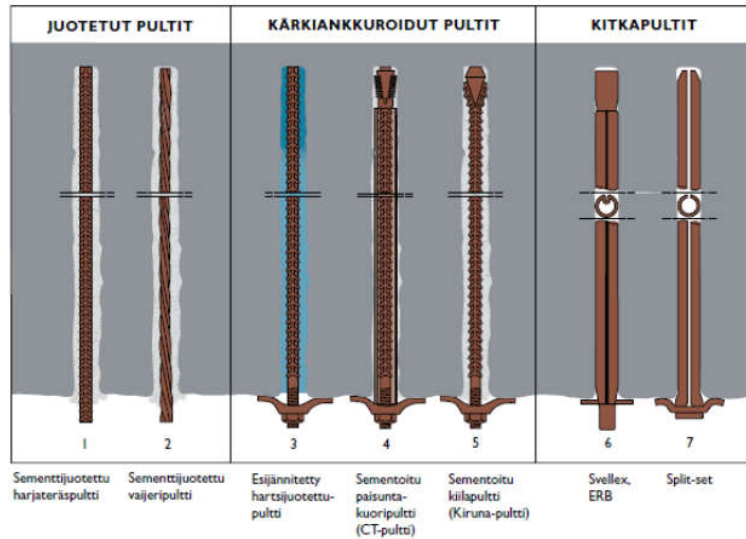 JUOTETUT PULTIT
KÄRKIANKKUROIDUT PULTIT
KITKAPULTIT
1
2
3
4
5
6
7
Sementtijuotettu
harjateräspultti
Sementtijuotettu
vaijeripultti
Esijännitetty
hartsijuotettu-
pultti
Sementoitu
paisunta-
kuoripultti
(CT-pultti)
Sementoitu
kiilapultti
(Kiruna-pultti)
Svellex,
ERB
Split-set